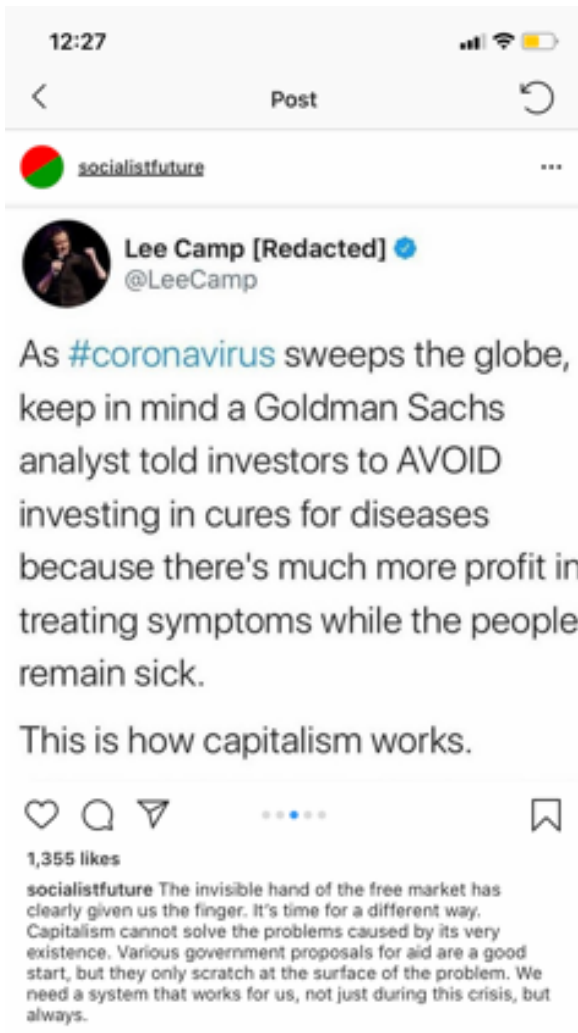 12:27
Post
socialistfuture
Lee Camp [Redacted]
@LeeCamp
As #coronavirus sweeps the globe,
keep in mind a Goldman Sachs
analyst told investors to AVOID
investing in cures for diseases
because there's much more profit in
treating symptoms while the people
remain sick.
This is how capitalism works.
1,355 likes
socialistfuture The invisible hand of the free market has
clearly given us the finger. It's time for a different way.
Capitalism cannot solve the problems caused by its very
existence. Various government proposals for aid are a good
start, but they only scratch at the surface of the problem. We
need a system that works for us, not just during this crisis, but
always.